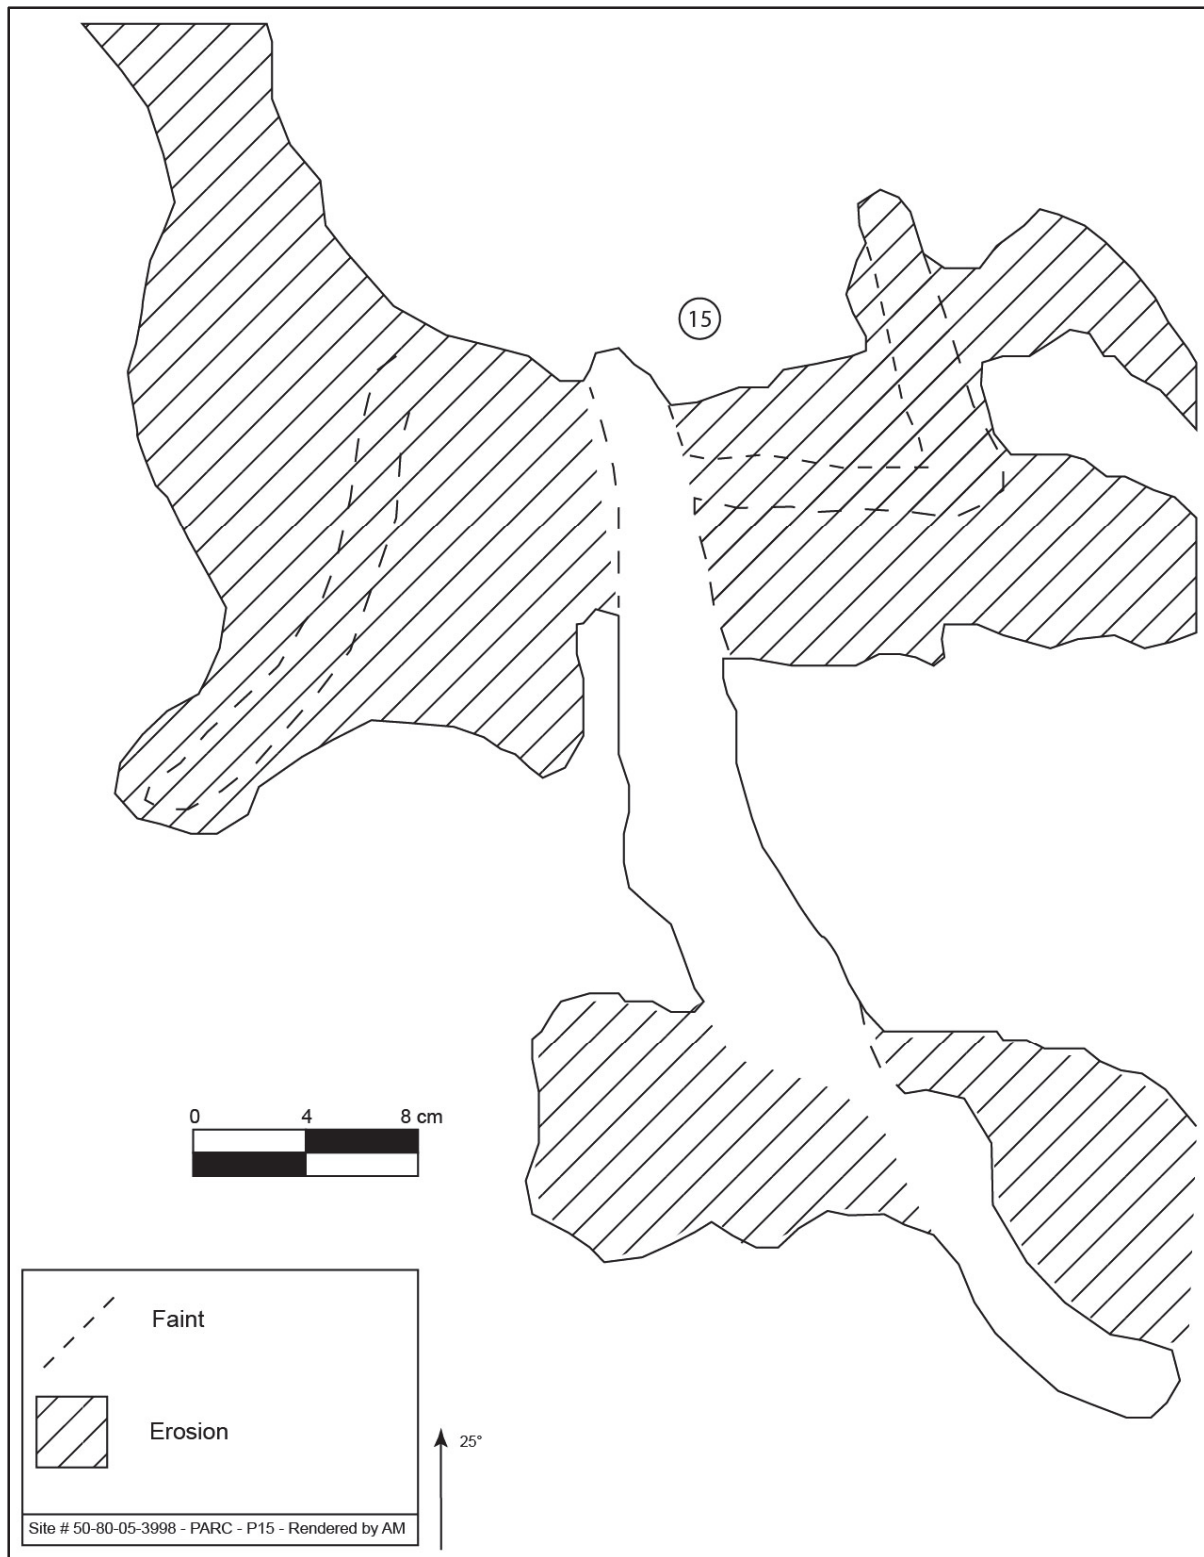 15
0 4 8 cm
Faint
Erosion
25°
Site # 50-80-05-3998 - PARC - P15 - Rendered by AM